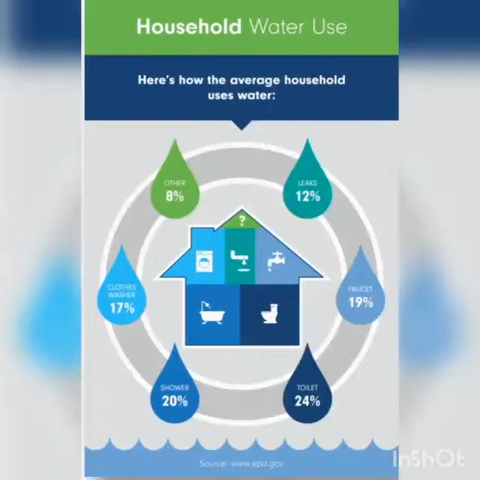 Household Water Use
Here's how the average household
uses water:
OTHER
8%
LEAKS
12%
CLOTHES
WASHER
17%
?
FAUCET
19%
SHOWER
20%
TOILET
24%
Source: www.epa.gov
InShOt